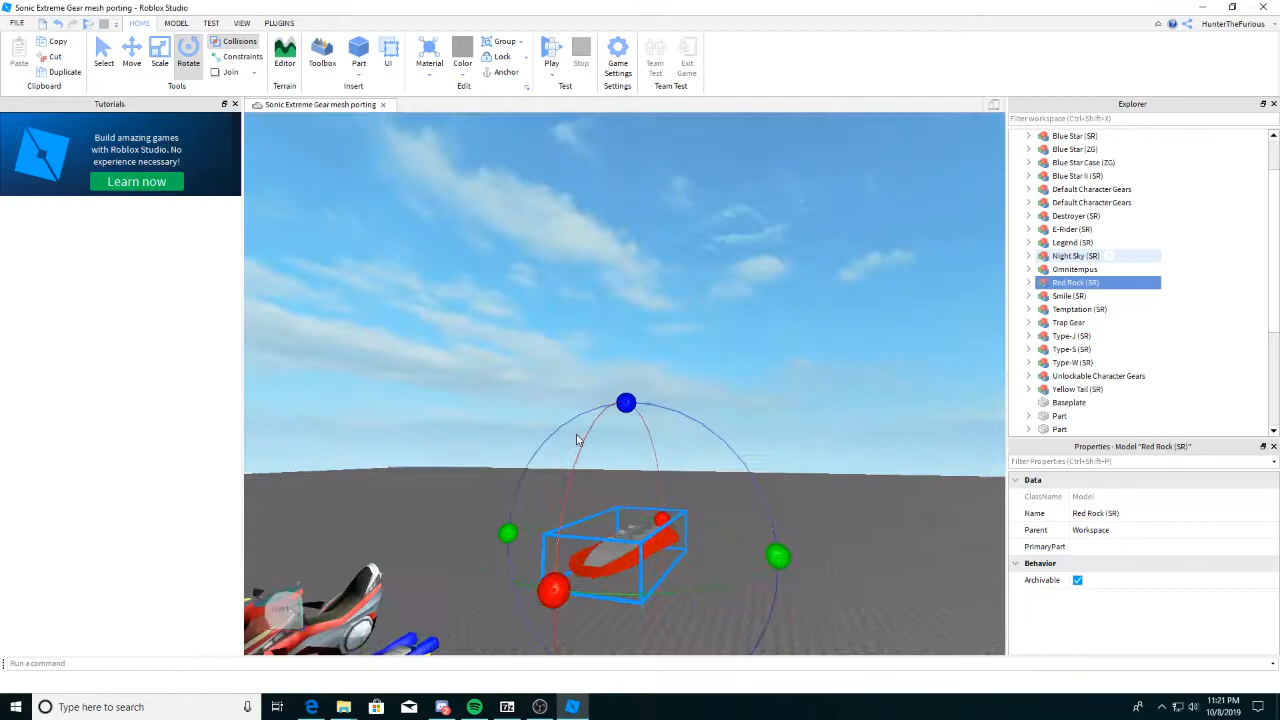 Sonic Extreme Gear mesh porting - Roblox Studio
FILE HOME MODEL TEST VIEW PLUGINS HunterTheFurious
Paste Copy Cut Duplicate Select Move Scale Rotate Collisions Constraints Join Editor Toolbox Part UI Material Color Group Lock Anchor Play Stop Game Settings Team Test Exit Game
Clipboard Tools Terrain Insert Edit Test Settings Team Test
Tutorials
Sonic Extreme Gear mesh porting
Explorer
Build amazing games
with Roblox Studio. No
experience necessary!
Learn now
Filter workspace (Ctrl+Shift+X)
Blue Star (SR)
Blue Star (ZG)
Blue Star Case (ZG)
Blue Star II (SR)
Default Character Gears
Default Character Gears
Destroyer (SR)
E-Rider (SR)
Legend (SR)
Night Sky (SR)
Omnitempus
Red Rock (SR)
Smile (SR)
Temptation (SR)
Trap Gear
Type-J (SR)
Type-S (SR)
Type-W (SR)
Unlockable Character Gears
Yellow Tail (SR)
Baseplate
Part
Part
Properties - Model "Red Rock (SR)"
Filter Properties (Ctrl+Shift+P)
Data
ClassName Model
Name Red Rock (SR)
Parent Workspace
PrimaryPart
Behavior
Archivable
Run a command
Type here to search
11:21 PM
10/8/2019